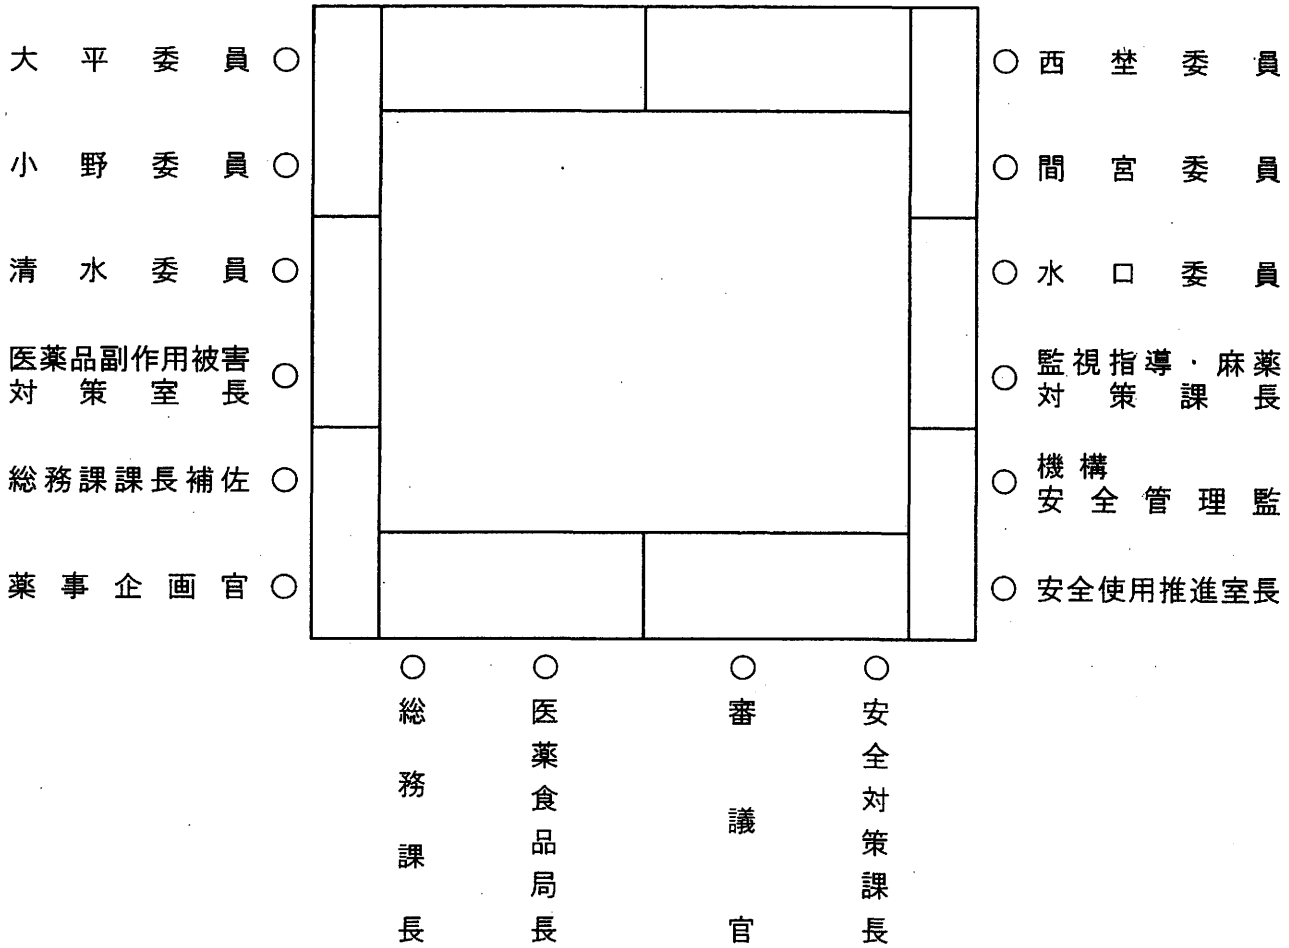 大平委員
小野委員
清水委員
医薬品副作用被害
対策室長
総務課課長補佐
薬事企画官
西埜委員
間宮委員
水口委員
監視指導・麻薬
対策課長
機構
安全管理監
安全使用推進室長
総務課長
医薬食品局長
審議官
安全対策課長